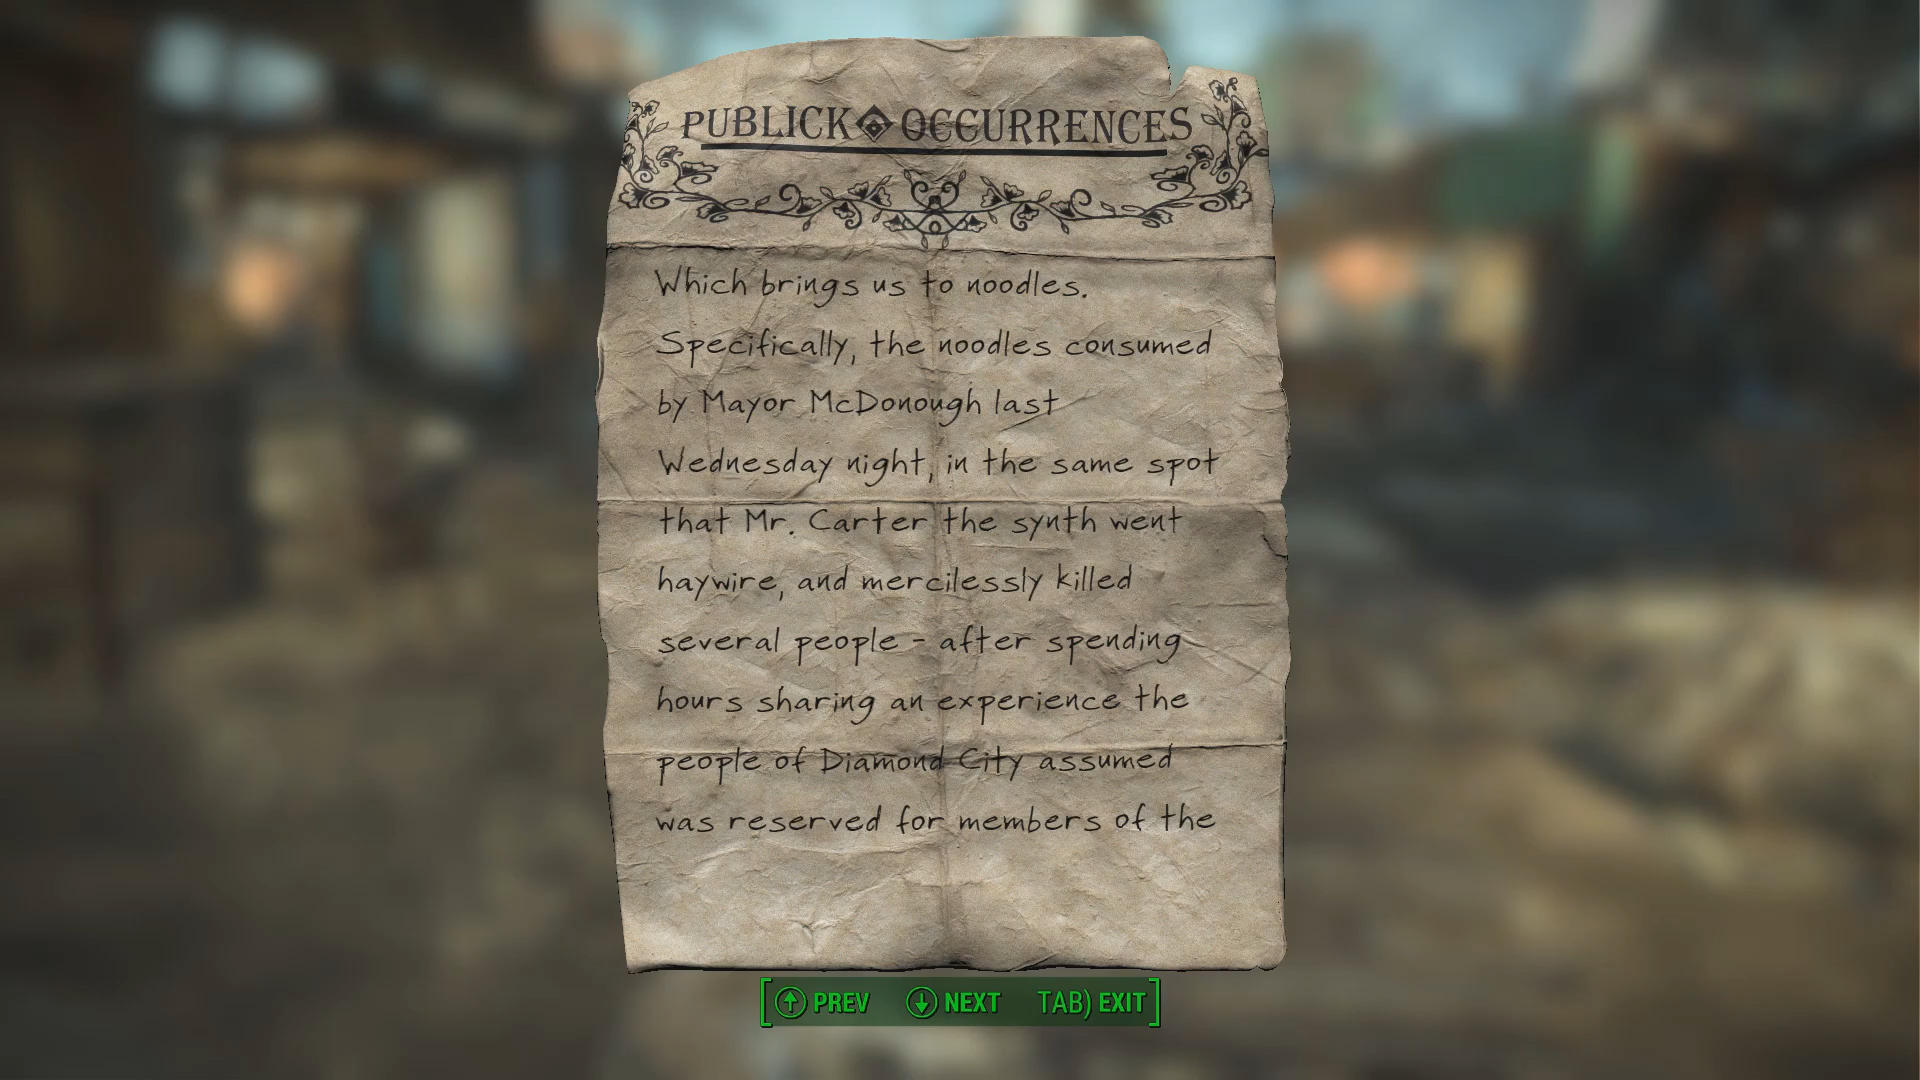 PUBLICK OCCURRENCES
Which brings us to noodles.
Specifically, the noodles consumed
by Mayor McDonough last
Wednesday night, in the same spot
that Mr. Carter the synth went
haywire, and mercilessly killed
several people - after spending
hours sharing an experience the
people of Diamond City assumed
was reserved for members of the
PREV NEXT TAB) EXIT